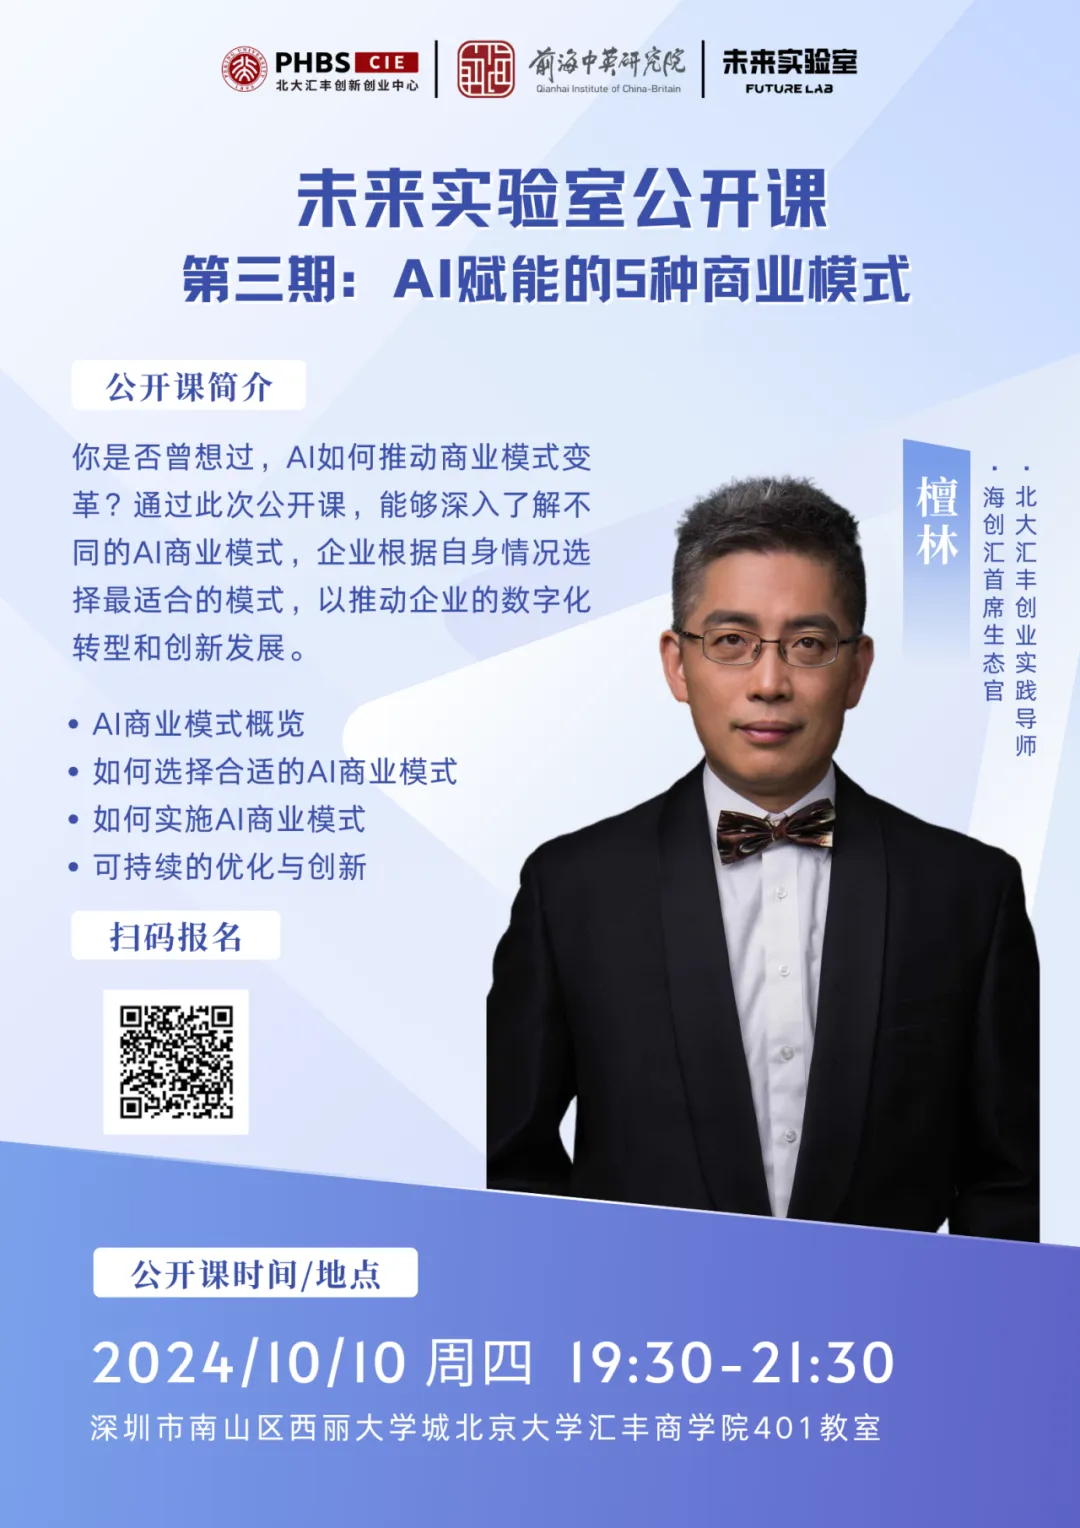 PHBS CIE
北大汇丰创新创业中心
前海中英研究院
Qianhai Institute of China-Britain
未来实验室
FUTURE LAB
未来实验室公开课
第三期：AI赋能的5种商业模式
公开课简介
你是否曾想过，AI如何推动商业模式变
革？通过此次公开课，能够深入了解不
同的AI商业模式，企业根据自身情况选
择最适合的模式，以推动企业的数字化
转型和创新发展。
• AI商业模式概览
• 如何选择合适的AI商业模式
• 如何实施AI商业模式
• 可持续的优化与创新
檀林
·北大汇丰创业实践导师
·海创汇首席生态官
扫码报名
公开课时间/地点
2024/10/10 周四 19:30-21:30
深圳市南山区西丽大学城北京大学汇丰商学院401教室